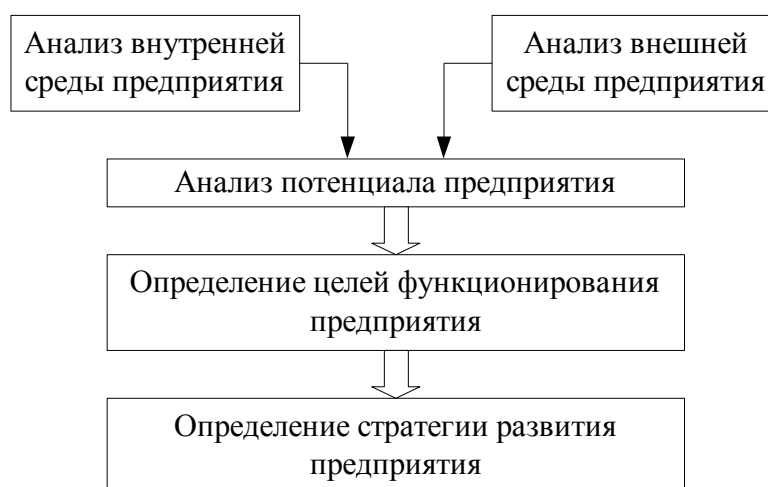 Анализ внутренней
среды предприятия
Анализ внешней
среды предприятия
Анализ потенциала предприятия
Определение целей функционирования
предприятия
Определение стратегии развития
предприятия